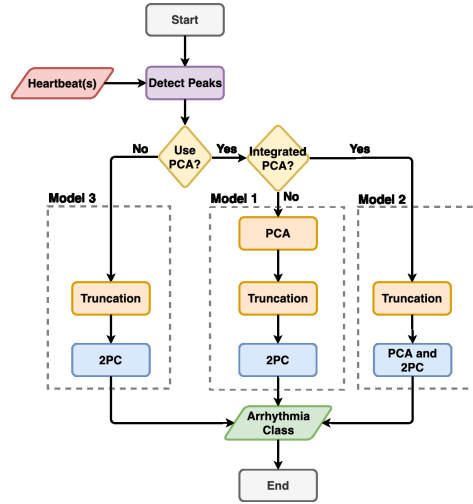 Start
Heartbeat(s)
Detect Peaks
Use
PCA?
No
Yes
Integrated
PCA?
Yes
No
Model 3
Model 1
Model 2
PCA
Truncation
Truncation
Truncation
2PC
2PC
PCA and
2PC
Arrhythmia
Class
End